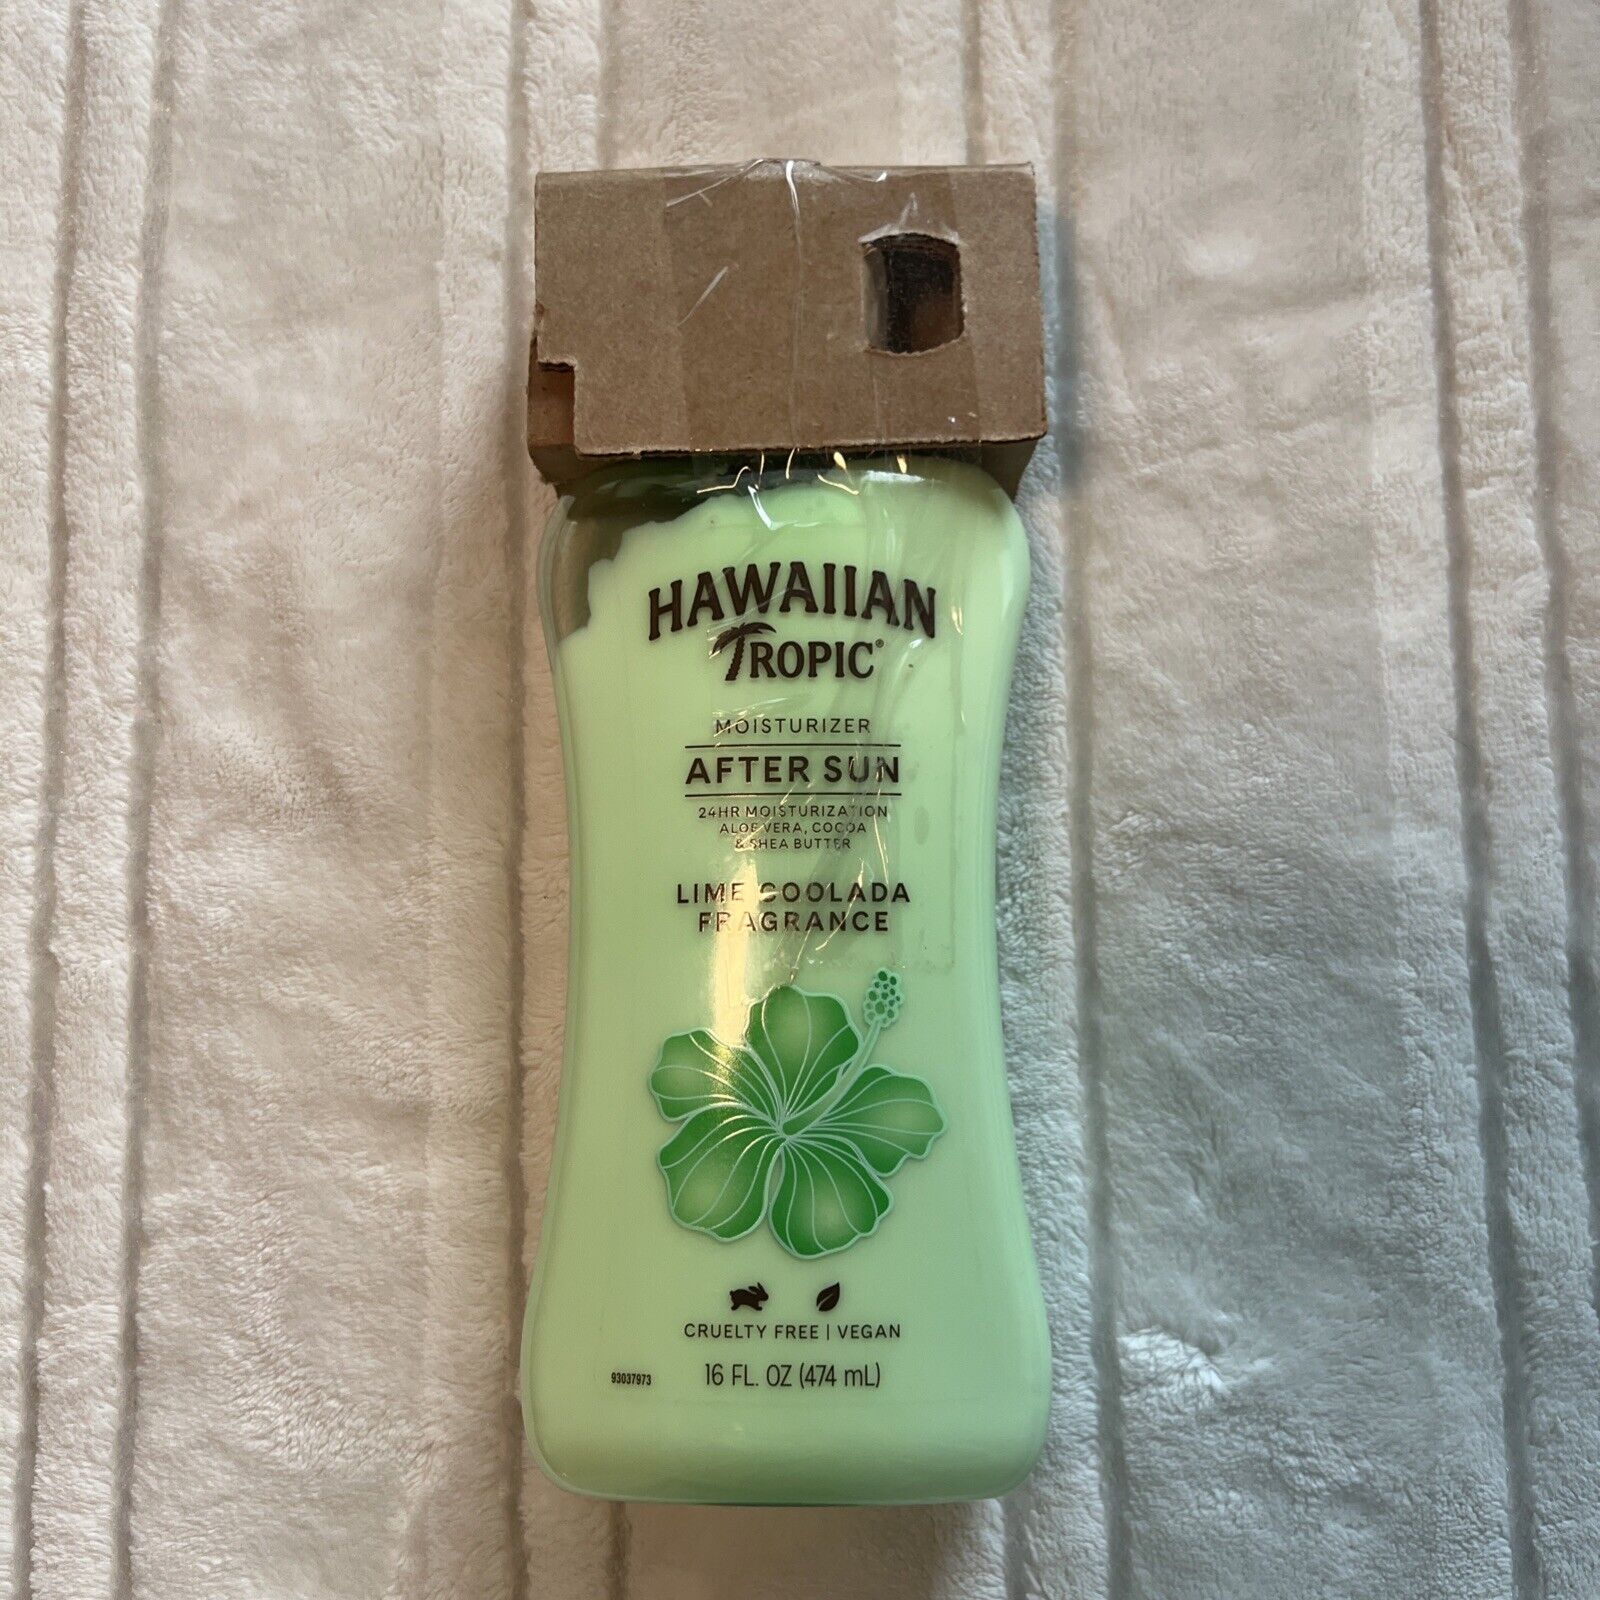 HAWAIIAN
TROPIC®
MOISTURIZER
AFTER SUN
24HR MOISTURIZATION
ALOE VERA, COCOA
& SHEA BUTTER
LIME COOLADA
FRAGRANCE
CRUELTY FREE | VEGAN
93037973
16 FL. OZ (474 mL)